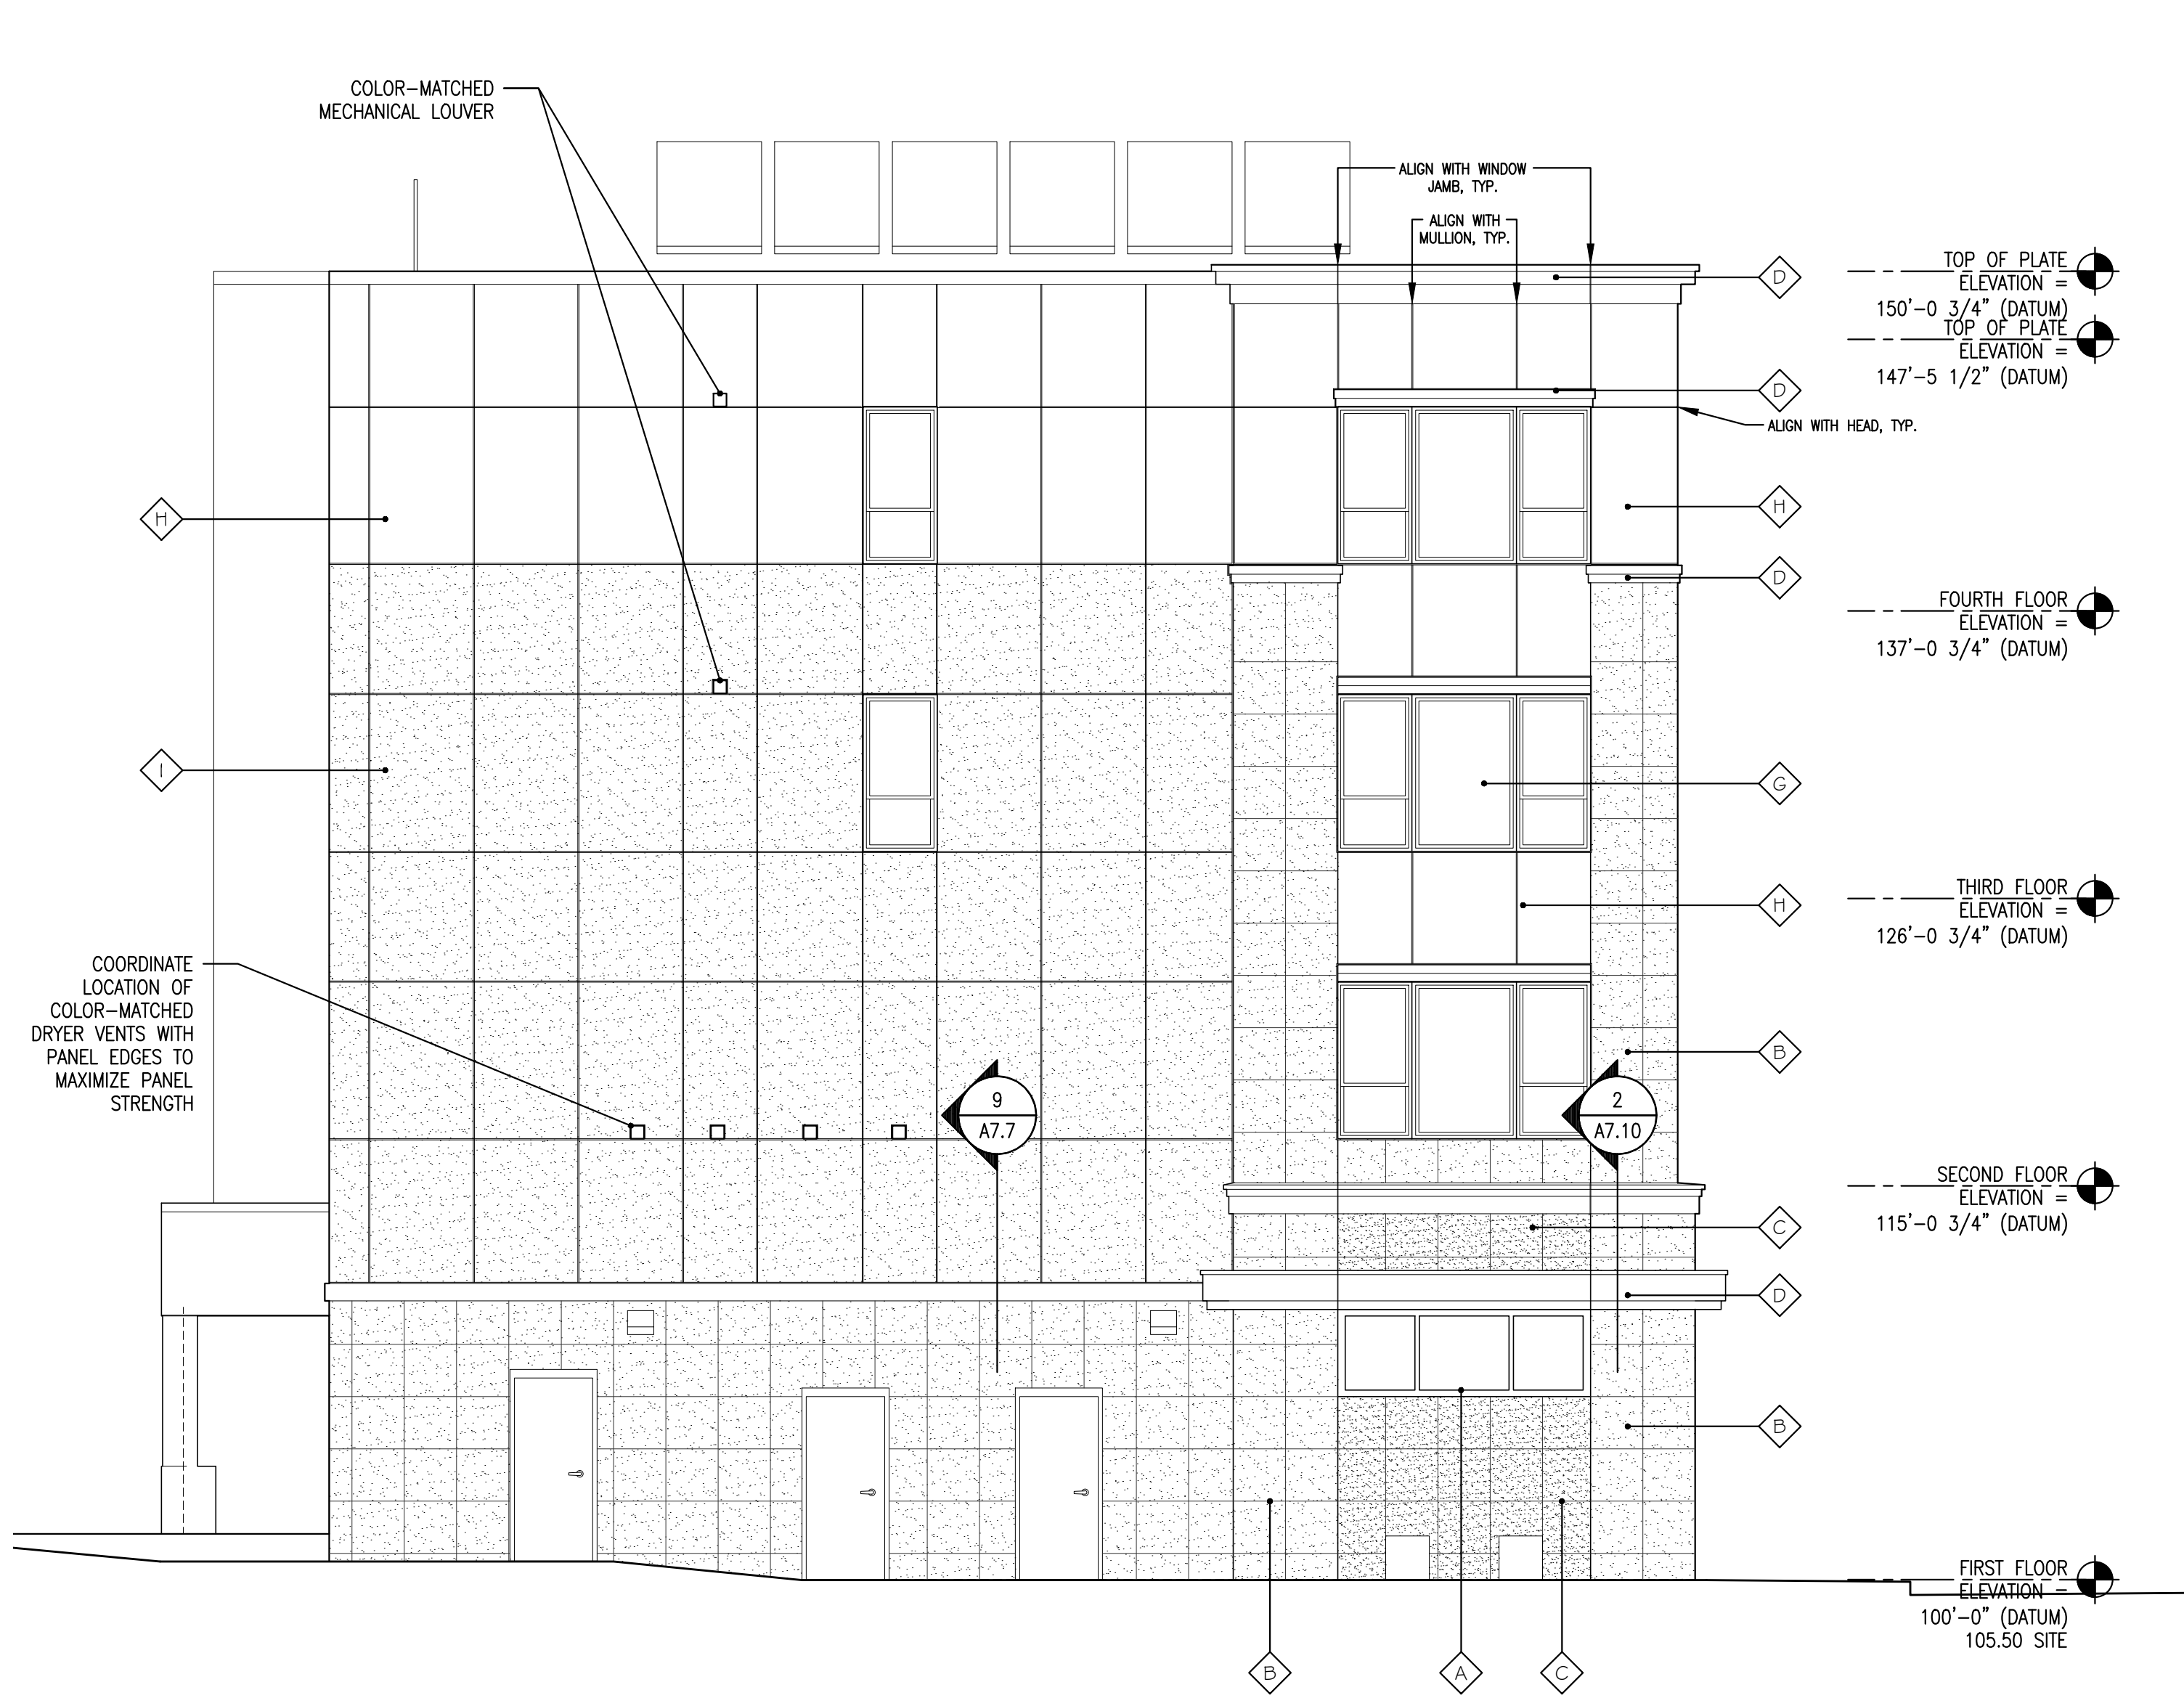 COLOR-MATCHED
MECHANICAL LOUVER
ALIGN WITH WINDOW
JAMB, TYP.
ALIGN WITH
MULLION, TYP.
D
TOP OF PLATE
ELEVATION =
150'-0 3/4" (DATUM)
TOP OF PLATE
ELEVATION =
147'-5 1/2" (DATUM)
D
ALIGN WITH HEAD, TYP.
H
H
D
FOURTH FLOOR
ELEVATION =
137'-0 3/4" (DATUM)
I
G
THIRD FLOOR
ELEVATION =
126'-0 3/4" (DATUM)
H
COORDINATE
LOCATION OF
COLOR-MATCHED
DRYER VENTS WITH
PANEL EDGES TO
MAXIMIZE PANEL
STRENGTH
B
9
A7.7
2
A7.10
SECOND FLOOR
ELEVATION =
115'-0 3/4" (DATUM)
C
D
B
FIRST FLOOR
ELEVATION =
100'-0" (DATUM)
105.50 SITE
B
A
C